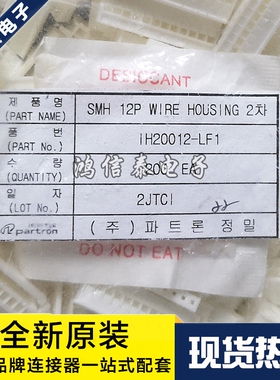 DESICCANT
제 품 명
(PART NAME)
SMH 12P WIRE HOUSING 2차
품 번
(PART No.)
IH20012-LF1
수 량
(QUANTITY)
EA
鸿信泰电子
일 자
(LOT No.)
2JTCI
partron
(주) 파트론 정밀
DO NOT EAT
全新原装
品牌连接器一站式配套
现货热